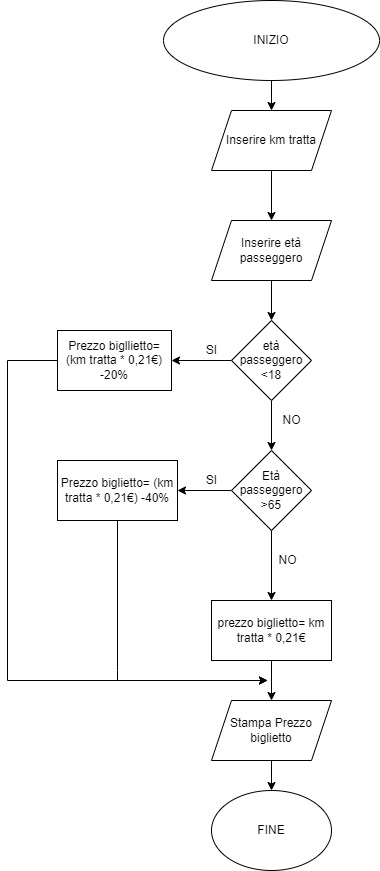 INIZIO
Inserire km tratta
Inserire età
passeggero
età
passeggero
<18
SI
Prezzo bigllietto=
(km tratta * 0,21€)
-20%
NO
Età
passeggero
>65
SI
Prezzo biglietto= (km
tratta * 0,21€) -40%
NO
prezzo biglietto= km
tratta * 0,21€
Stampa Prezzo
biglietto
FINE